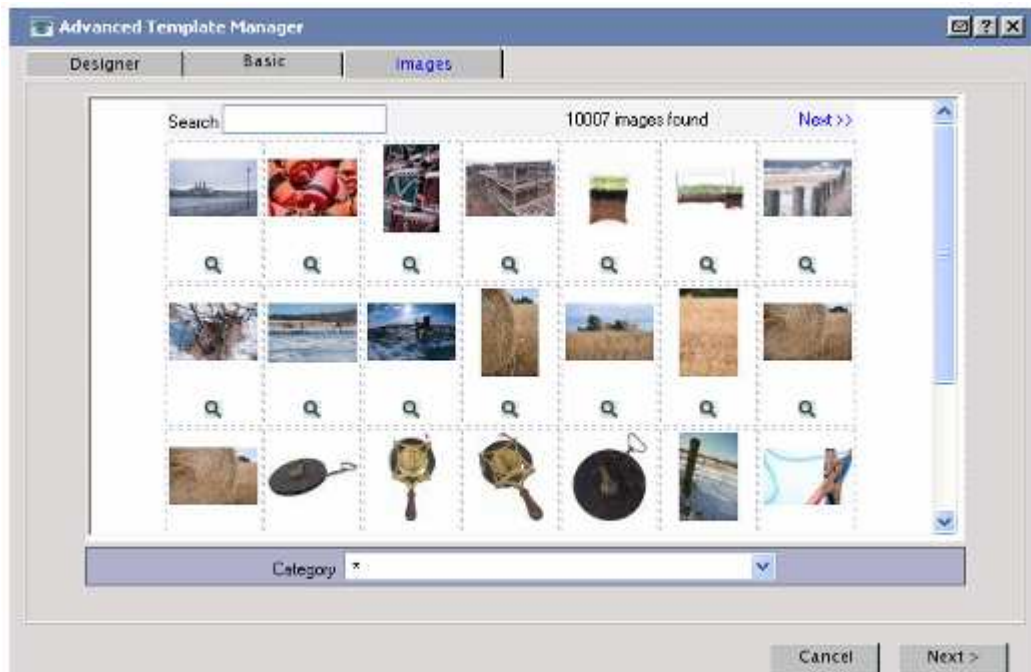 Advanced Template Manager
Designer Basic Images
Search 10007 images found Next >>
Category *
Cancel Next >